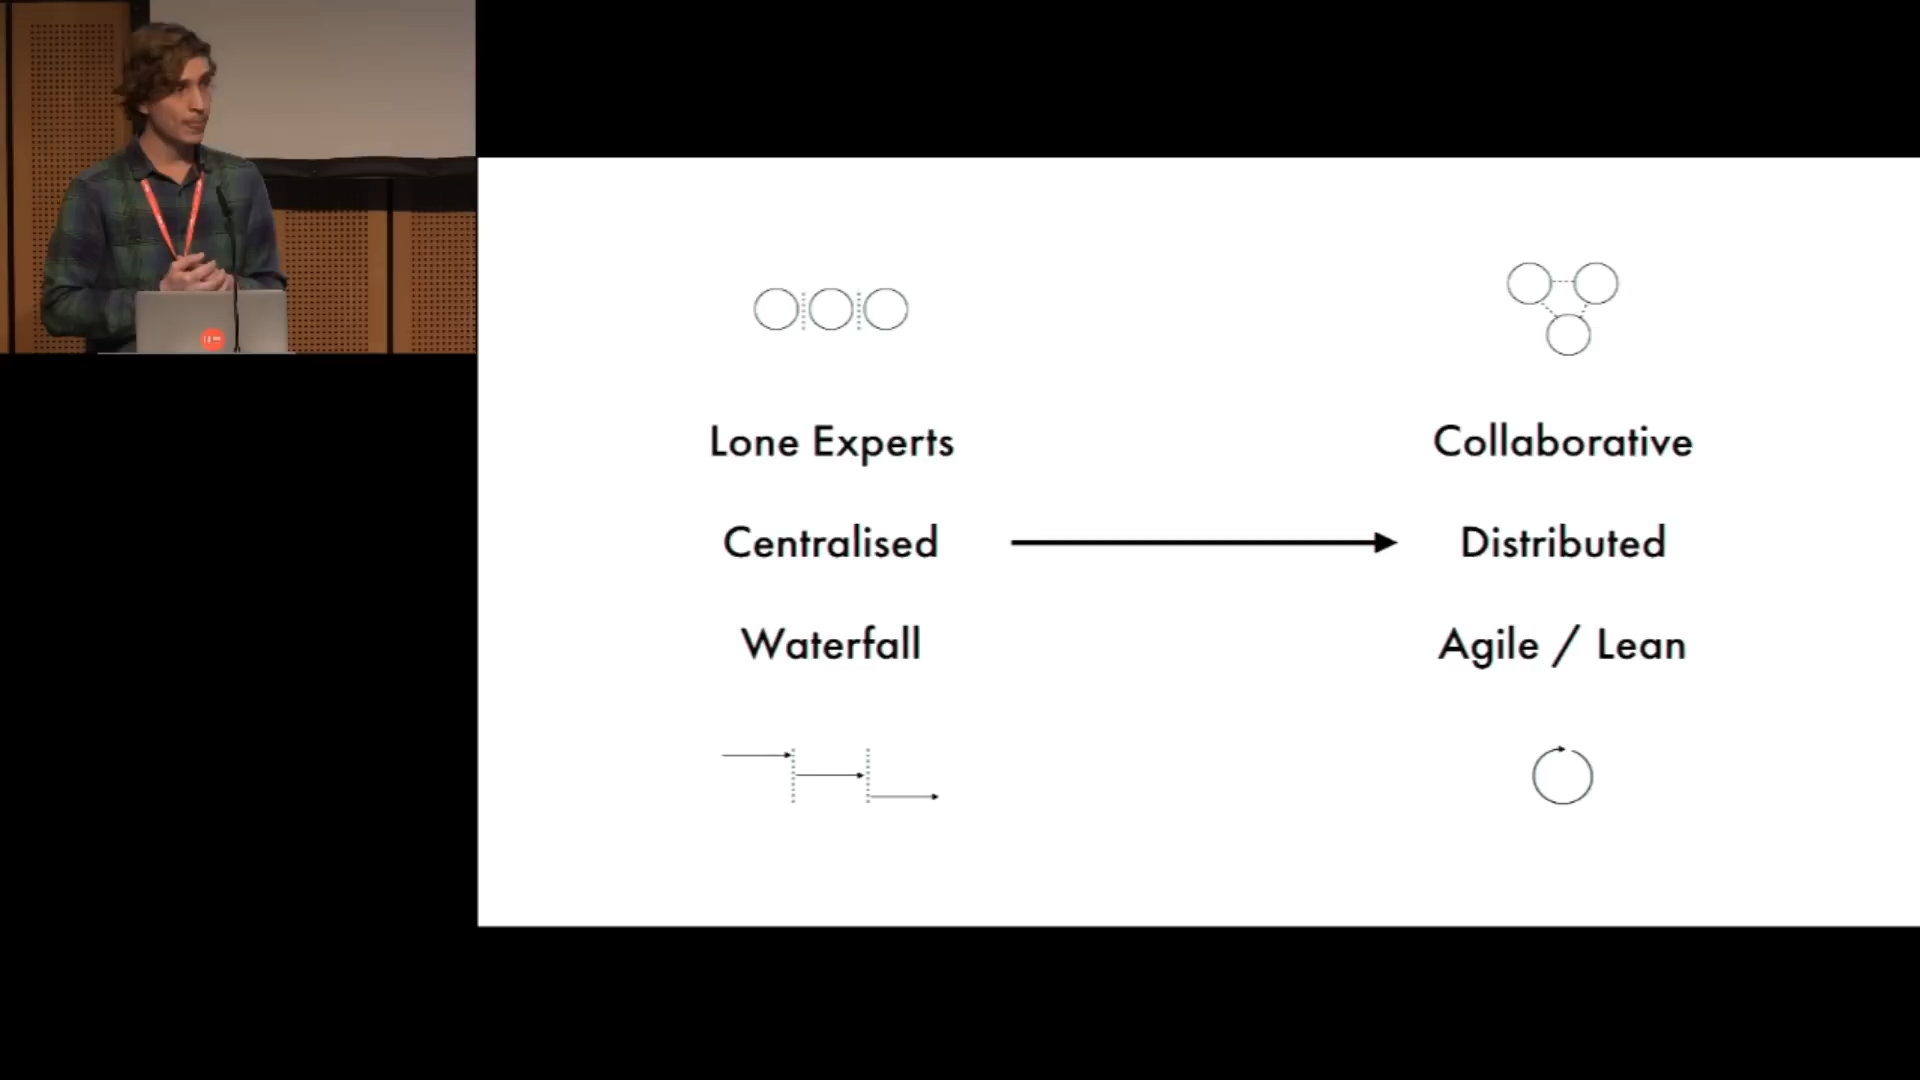 Lone Experts
Centralised
Waterfall
Collaborative
Distributed
Agile / Lean